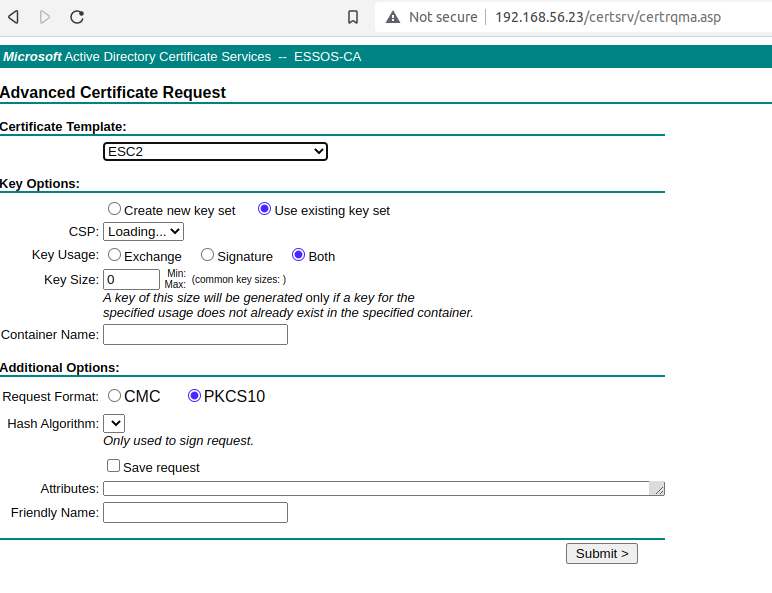 Not secure 192.168.56.23/certsrv/certrqma.asp
Microsoft Active Directory Certificate Services -- ESSOS-CA
Advanced Certificate Request
Certificate Template:
ESC2
Key Options:
Create new key set Use existing key set
CSP: Loading...
Key Usage: Exchange Signature Both
Key Size: 0 Min: (common key sizes: )
Max:
A key of this size will be generated only if a key for the
specified usage does not already exist in the specified container.
Container Name:
Additional Options:
Request Format: CMC PKCS10
Hash Algorithm:
Only used to sign request.
Save request
Attributes:
Friendly Name:
Submit >